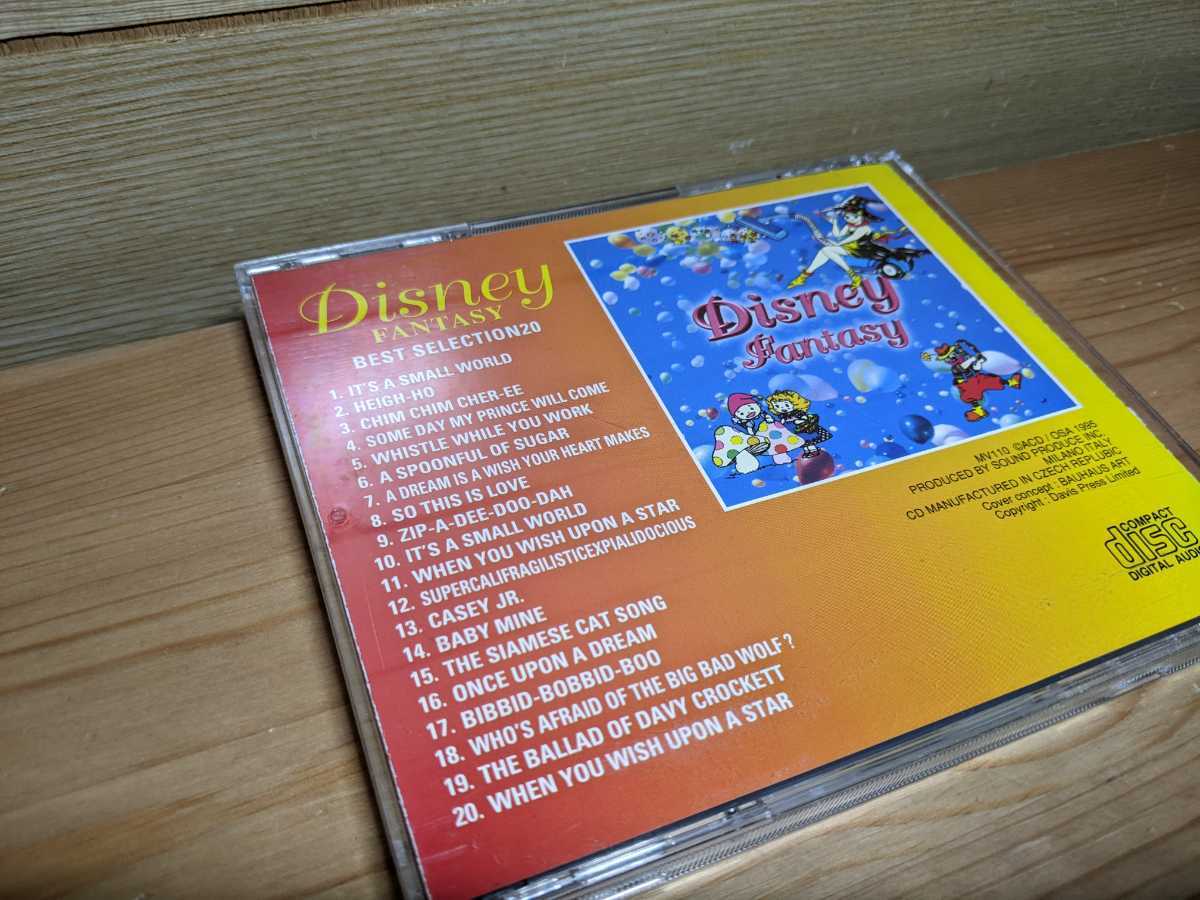 Disney
FANTASY
BEST SELECTION20
1. IT'S A SMALL WORLD
2. HEIGH-HO
3. CHIM CHIM CHER-EE
4. SOME DAY MY PRINCE WILL COME
5. WHISTLE WHILE YOU WORK
6. A SPOONFUL OF SUGAR
7. A DREAM IS A WISH YOUR HEART MAKES
8. SO THIS IS LOVE
9. ZIP-A-DEE-DOO-DAH
10. IT'S A SMALL WORLD
11. WHEN YOU WISH UPON A STAR
12. SUPERCALIFRAGILISTICEXPIALIDOCIOUS
13. CASEY JR.
14. BABY MINE
15. THE SIAMESE CAT SONG
16. ONCE UPON A DREAM
17. BIBBID-BOBBID-BOO
18. WHO'S AFRAID OF THE BIG BAD WOLF?
19. THE BALLAD OF DAVY CROCKETT
20. WHEN YOU WISH UPON A STAR
Disney
Fantasy
MV110 ©ACD / OSA 1995
PRODUCED BY SOUND PRODUCE INC.
MILANO.ITALY
CD MANUFACTURED IN CZECH REPLUBIC
Cover concept : BAUHAUS ART.
Copyright : Davis Press Limited
COMPACT
disc
DIGITAL AUDIO